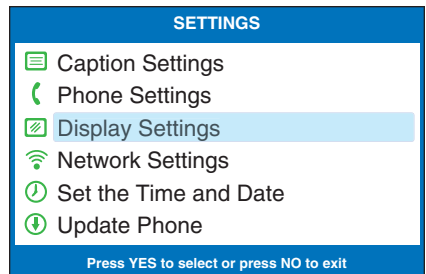 SETTINGS
Caption Settings
Phone Settings
Display Settings
Network Settings
Set the Time and Date
Update Phone
Press YES to select or press NO to exit